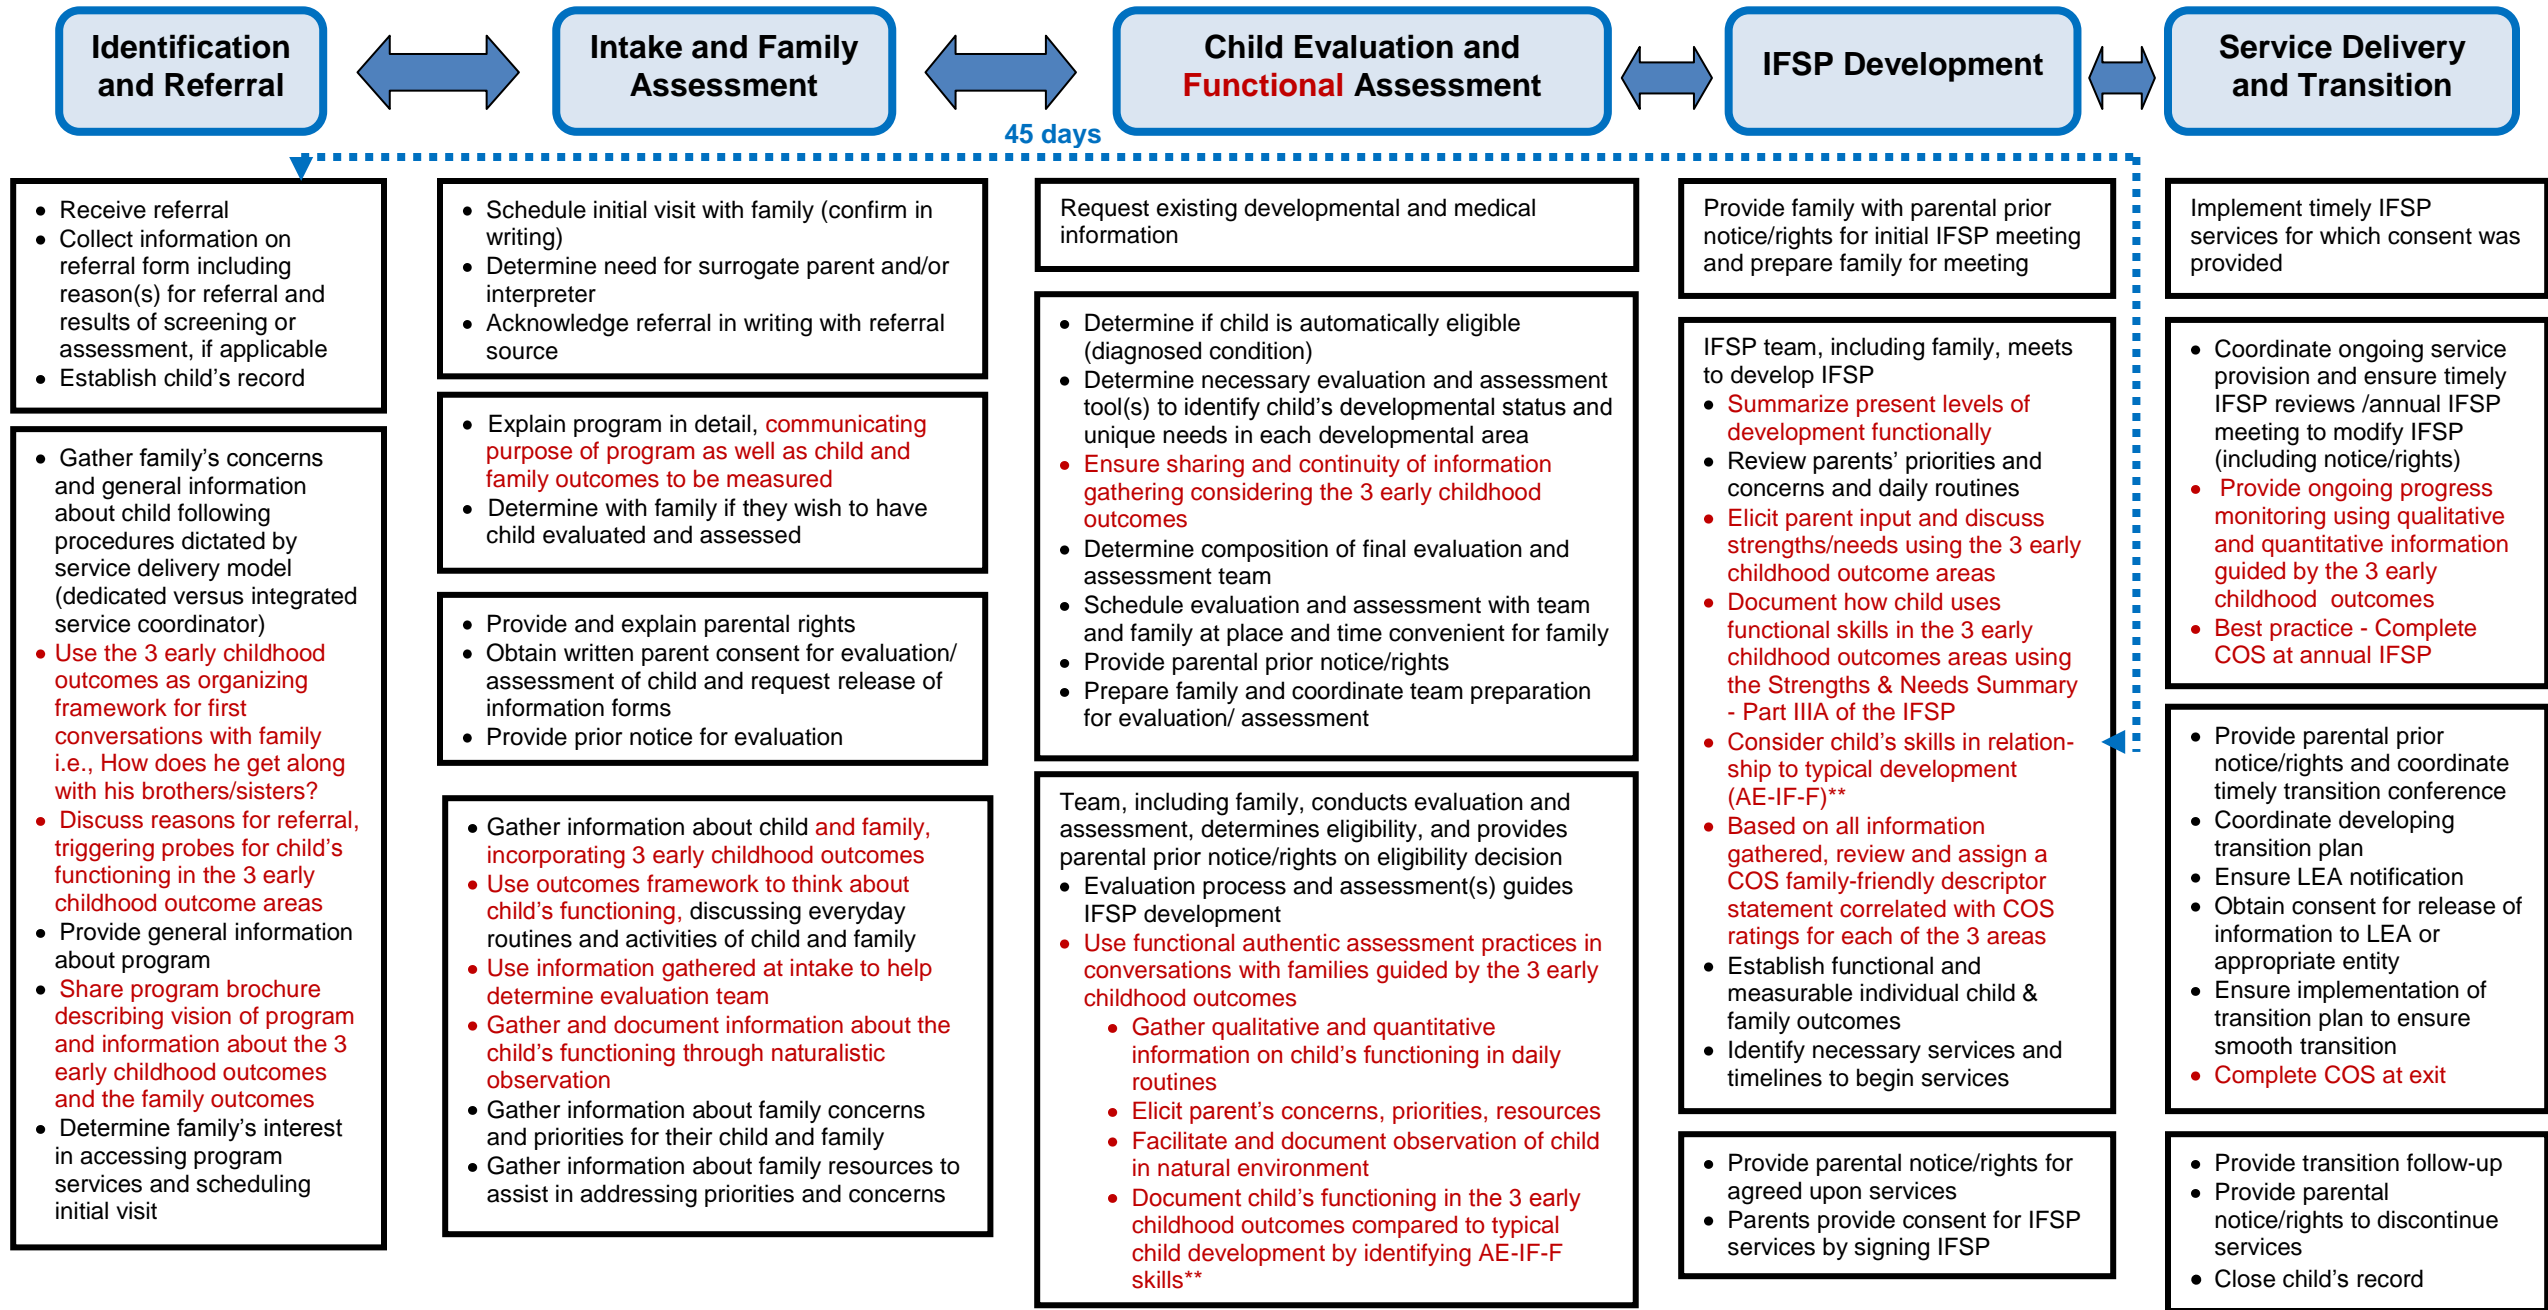 Identification
and Referral
Intake and Family
Assessment
Child Evaluation and
Functional Assessment
IFSP Development
Service Delivery
and Transition
45 days
• Receive referral
• Collect information on
referral form including
reason(s) for referral and
results of screening or
assessment, if applicable
• Establish child's record
• Gather family's concerns
and general information
about child following
procedures dictated by
service delivery model
(dedicated versus integrated
service coordinator)
• Use the 3 early childhood
outcomes as organizing
framework for first
conversations with family
i.e., How does he get along
with his brothers/sisters?
• Discuss reasons for referral,
triggering probes for child's
functioning in the 3 early
childhood outcome areas
• Provide general information
about program
• Share program brochure
describing vision of program
and information about the 3
early childhood outcomes
and the family outcomes
• Determine family's interest
in accessing program
services and scheduling
initial visit
• Schedule initial visit with family (confirm in
writing)
• Determine need for surrogate parent and/or
interpreter
• Acknowledge referral in writing with referral
source
• Explain program in detail, communicating
purpose of program as well as child and
family outcomes to be measured
• Determine with family if they wish to have
child evaluated and assessed
• Provide and explain parental rights
• Obtain written parent consent for evaluation/
assessment of child and request release of
information forms
• Provide prior notice for evaluation
• Gather information about child and family,
incorporating 3 early childhood outcomes
• Use outcomes framework to think about
child's functioning, discussing everyday
routines and activities of child and family
• Use information gathered at intake to help
determine evaluation team
• Gather and document information about the
child's functioning through naturalistic
observation
• Gather information about family concerns
and priorities for their child and family
• Gather information about family resources to
assist in addressing priorities and concerns
Request existing developmental and medical
information
• Determine if child is automatically eligible
(diagnosed condition)
• Determine necessary evaluation and assessment
tool(s) to identify child's developmental status and
unique needs in each developmental area
• Ensure sharing and continuity of information
gathering considering the 3 early childhood
outcomes
• Determine composition of final evaluation and
assessment team
• Schedule evaluation and assessment with team
and family at place and time convenient for family
• Provide parental prior notice/rights
• Prepare family and coordinate team preparation
for evaluation/ assessment
Team, including family, conducts evaluation and
assessment, determines eligibility, and provides
parental prior notice/rights on eligibility decision
• Evaluation process and assessment(s) guides
IFSP development
• Use functional authentic assessment practices in
conversations with families guided by the 3 early
childhood outcomes
• Gather qualitative and quantitative
information on child's functioning in daily
routines
• Elicit parent's concerns, priorities, resources
• Facilitate and document observation of child
in natural environment
• Document child's functioning in the 3 early
childhood outcomes compared to typical
child development by identifying AE-IF-F
skills**
Provide family with parental prior
notice/rights for initial IFSP meeting
and prepare family for meeting
IFSP team, including family, meets
to develop IFSP
• Summarize present levels of
development functionally
• Review parents' priorities and
concerns and daily routines
• Elicit parent input and discuss
strengths/needs using the 3 early
childhood outcome areas
• Document how child uses
functional skills in the 3 early
childhood outcomes areas using
the Strengths & Needs Summary
- Part IIIA of the IFSP
• Consider child's skills in relation-
ship to typical development
(AE-IF-F)**
• Based on all information
gathered, review and assign a
COS family-friendly descriptor
statement correlated with COS
ratings for each of the 3 areas
• Establish functional and
measurable individual child &
family outcomes
• Identify necessary services and
timelines to begin services
• Provide parental notice/rights for
agreed upon services
• Parents provide consent for IFSP
services by signing IFSP
Implement timely IFSP
services for which consent was
provided
• Coordinate ongoing service
provision and ensure timely
IFSP reviews /annual IFSP
meeting to modify IFSP
(including notice/rights)
• Provide ongoing progress
monitoring using qualitative
and quantitative information
guided by the 3 early
childhood outcomes
• Best practice - Complete
COS at annual IFSP
• Provide parental prior
notice/rights and coordinate
timely transition conference
• Coordinate developing
transition plan
• Ensure LEA notification
• Obtain consent for release of
information to LEA or
appropriate entity
• Ensure implementation of
transition plan to ensure
smooth transition
• Complete COS at exit
• Provide transition follow-up
• Provide parental
notice/rights to discontinue
services
• Close child's record